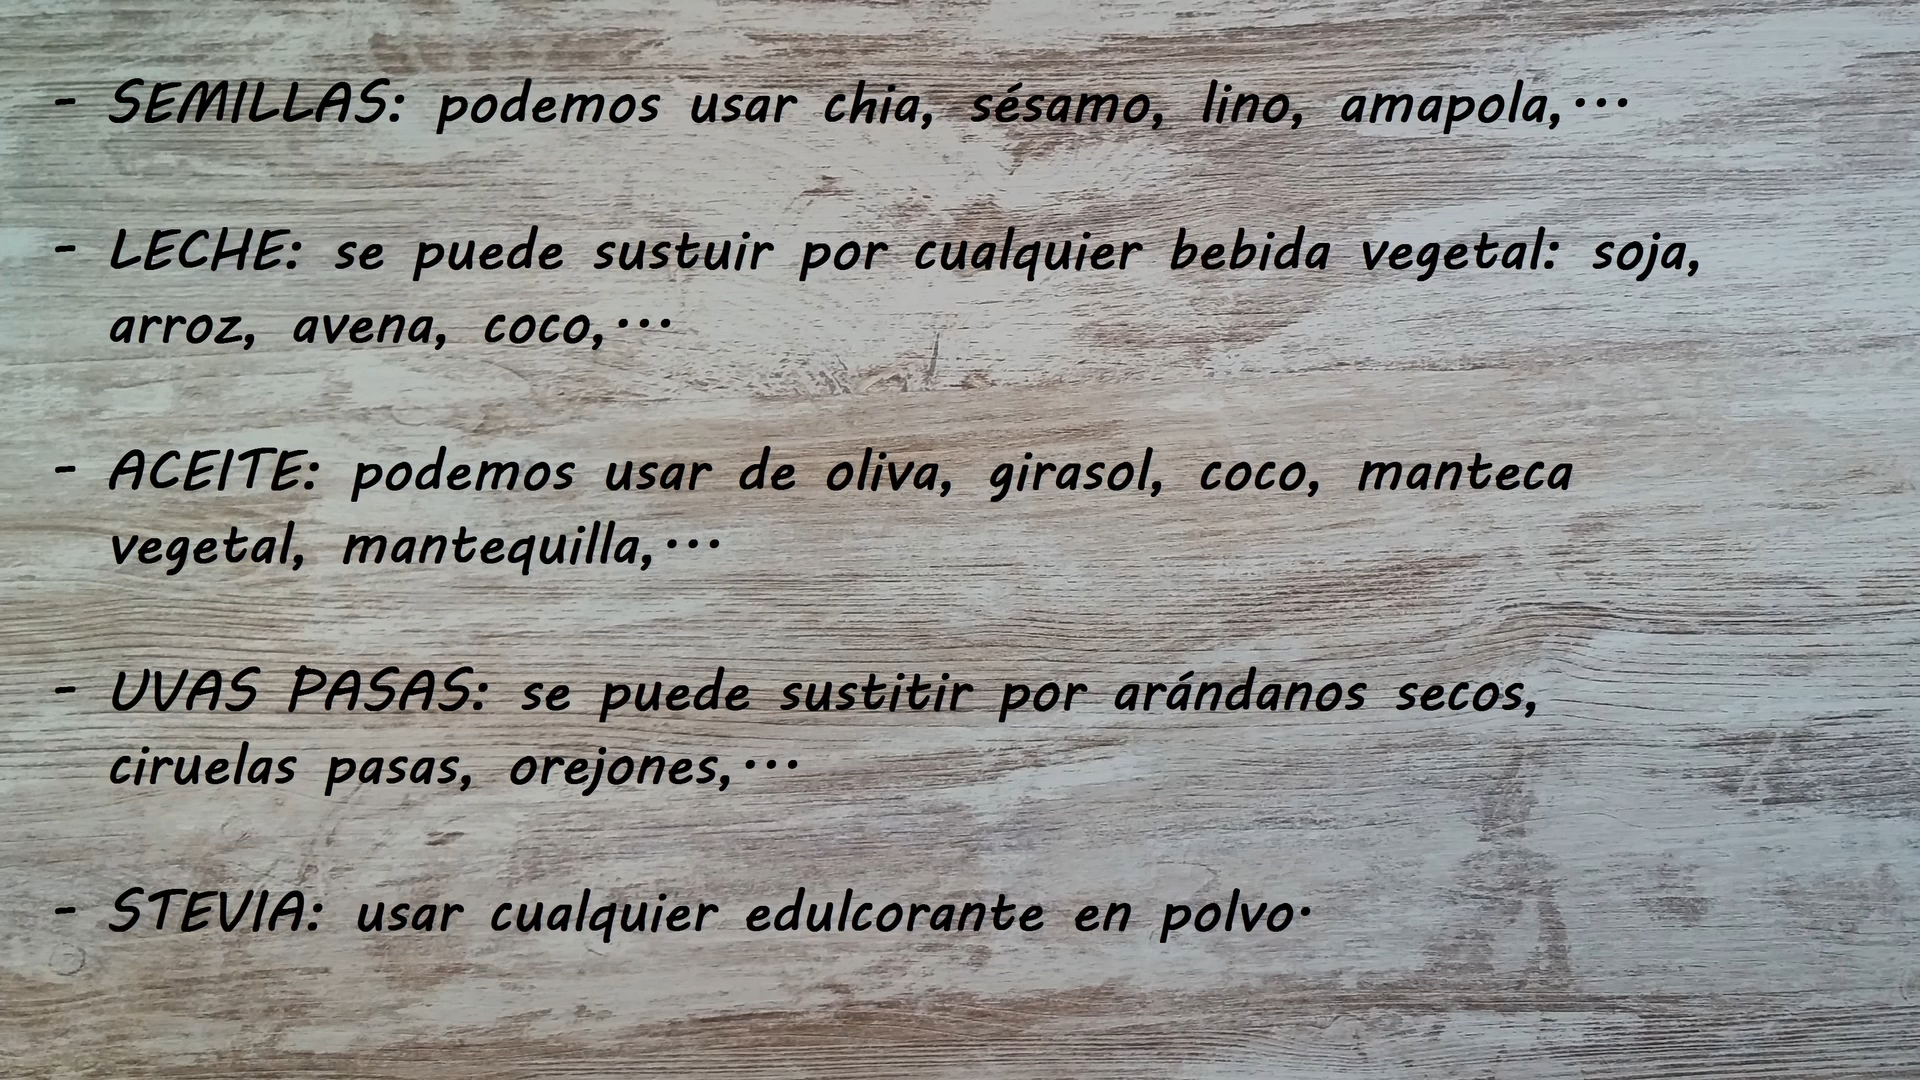 - SEMILLAS: podemos usar chia, sésamo, lino, amapola,...
- LECHE: se puede sustuir por cualquier bebida vegetal: soja,
arroz, avena, coco,...
- ACEITE: podemos usar de oliva, girasol, coco, manteca
vegetal, mantequilla,...
- UVAS PASAS: se puede sustitir por arándanos secos,
ciruelas pasas, orejones,...
- STEVIA: usar cualquier edulcorante en polvo.